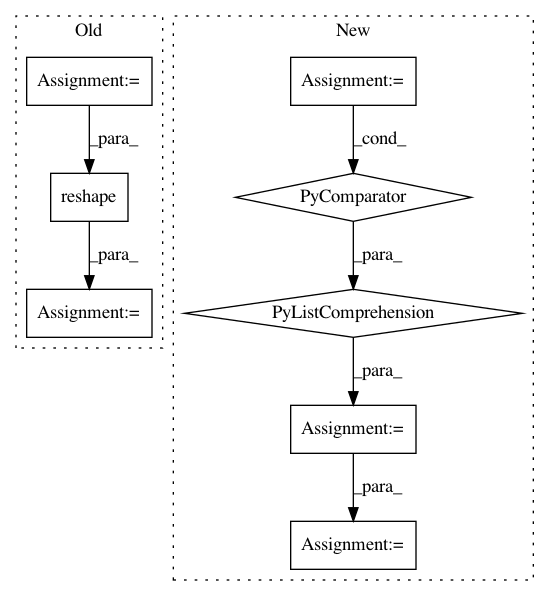 Old
Assignment:=
_para_
reshape
_para_
Assignment:=
New
Assignment:=
_cond_
PyComparator
_para_
PyListComprehension
_para_
Assignment:=
_para_
Assignment:=